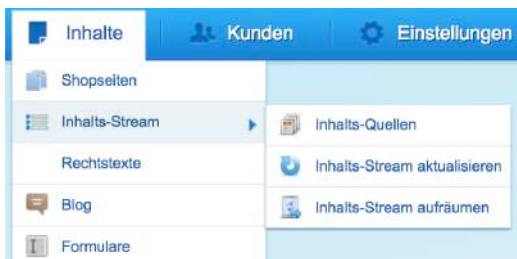 Inhalte
Kunden
Einstellungen
Shopseiten
Inhalts-Stream
Inhalts-Quellen
Rechtstexte
Inhalts-Stream aktualisieren
Blog
Inhalts-Stream aufräumen
Formulare